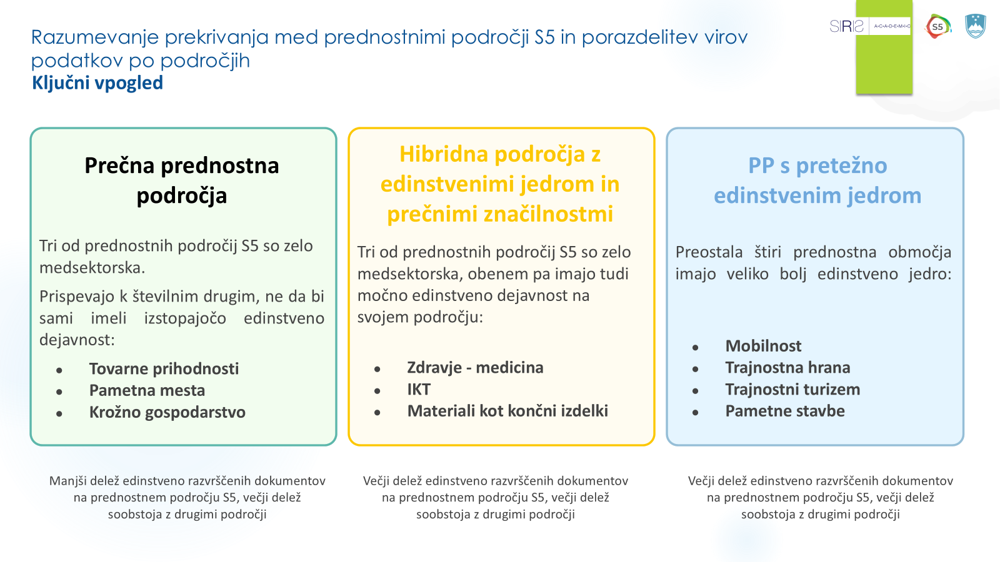 Razumevanje prekrivanja med prednostnimi področji S5 in porazdelitev virov
podatkov po področjih
Ključni vpogled
SIRIS
A•C•A•D•E•M•I•C
S5
Prečna prednostna
področja
Tri od prednostnih področij S5 so zelo
medsektorska.
Prispevajo k številnim drugim, ne da bi
sami imeli izstopajočo edinstveno
dejavnost:
● Tovarne prihodnosti
● Pametna mesta
● Krožno gospodarstvo
Manjši delež edinstveno razvrščenih dokumentov
na prednostnem področju S5, večji delež
soobstoja z drugimi področji
Hibridna področja z
edinstvenimi jedrom in
prečnimi značilnostmi
Tri od prednostnih področij S5 so zelo
medsektorska, obenem pa imajo tudi
močno edinstveno dejavnost na
svojem področju:
● Zdravje - medicina
● IKT
● Materiali kot končni izdelki
Večji delež edinstveno razvrščenih dokumentov
na prednostnem področju S5, večji delež
soobstoja z drugimi področji
PP s pretežno
edinstvenim jedrom
Preostala štiri prednostna območja
imajo veliko bolj edinstveno jedro:
● Mobilnost
● Trajnostna hrana
● Trajnostni turizem
● Pametne stavbe
Večji delež edinstveno razvrščenih dokumentov
na prednostnem področju S5, večji delež
soobstoja z drugimi področji